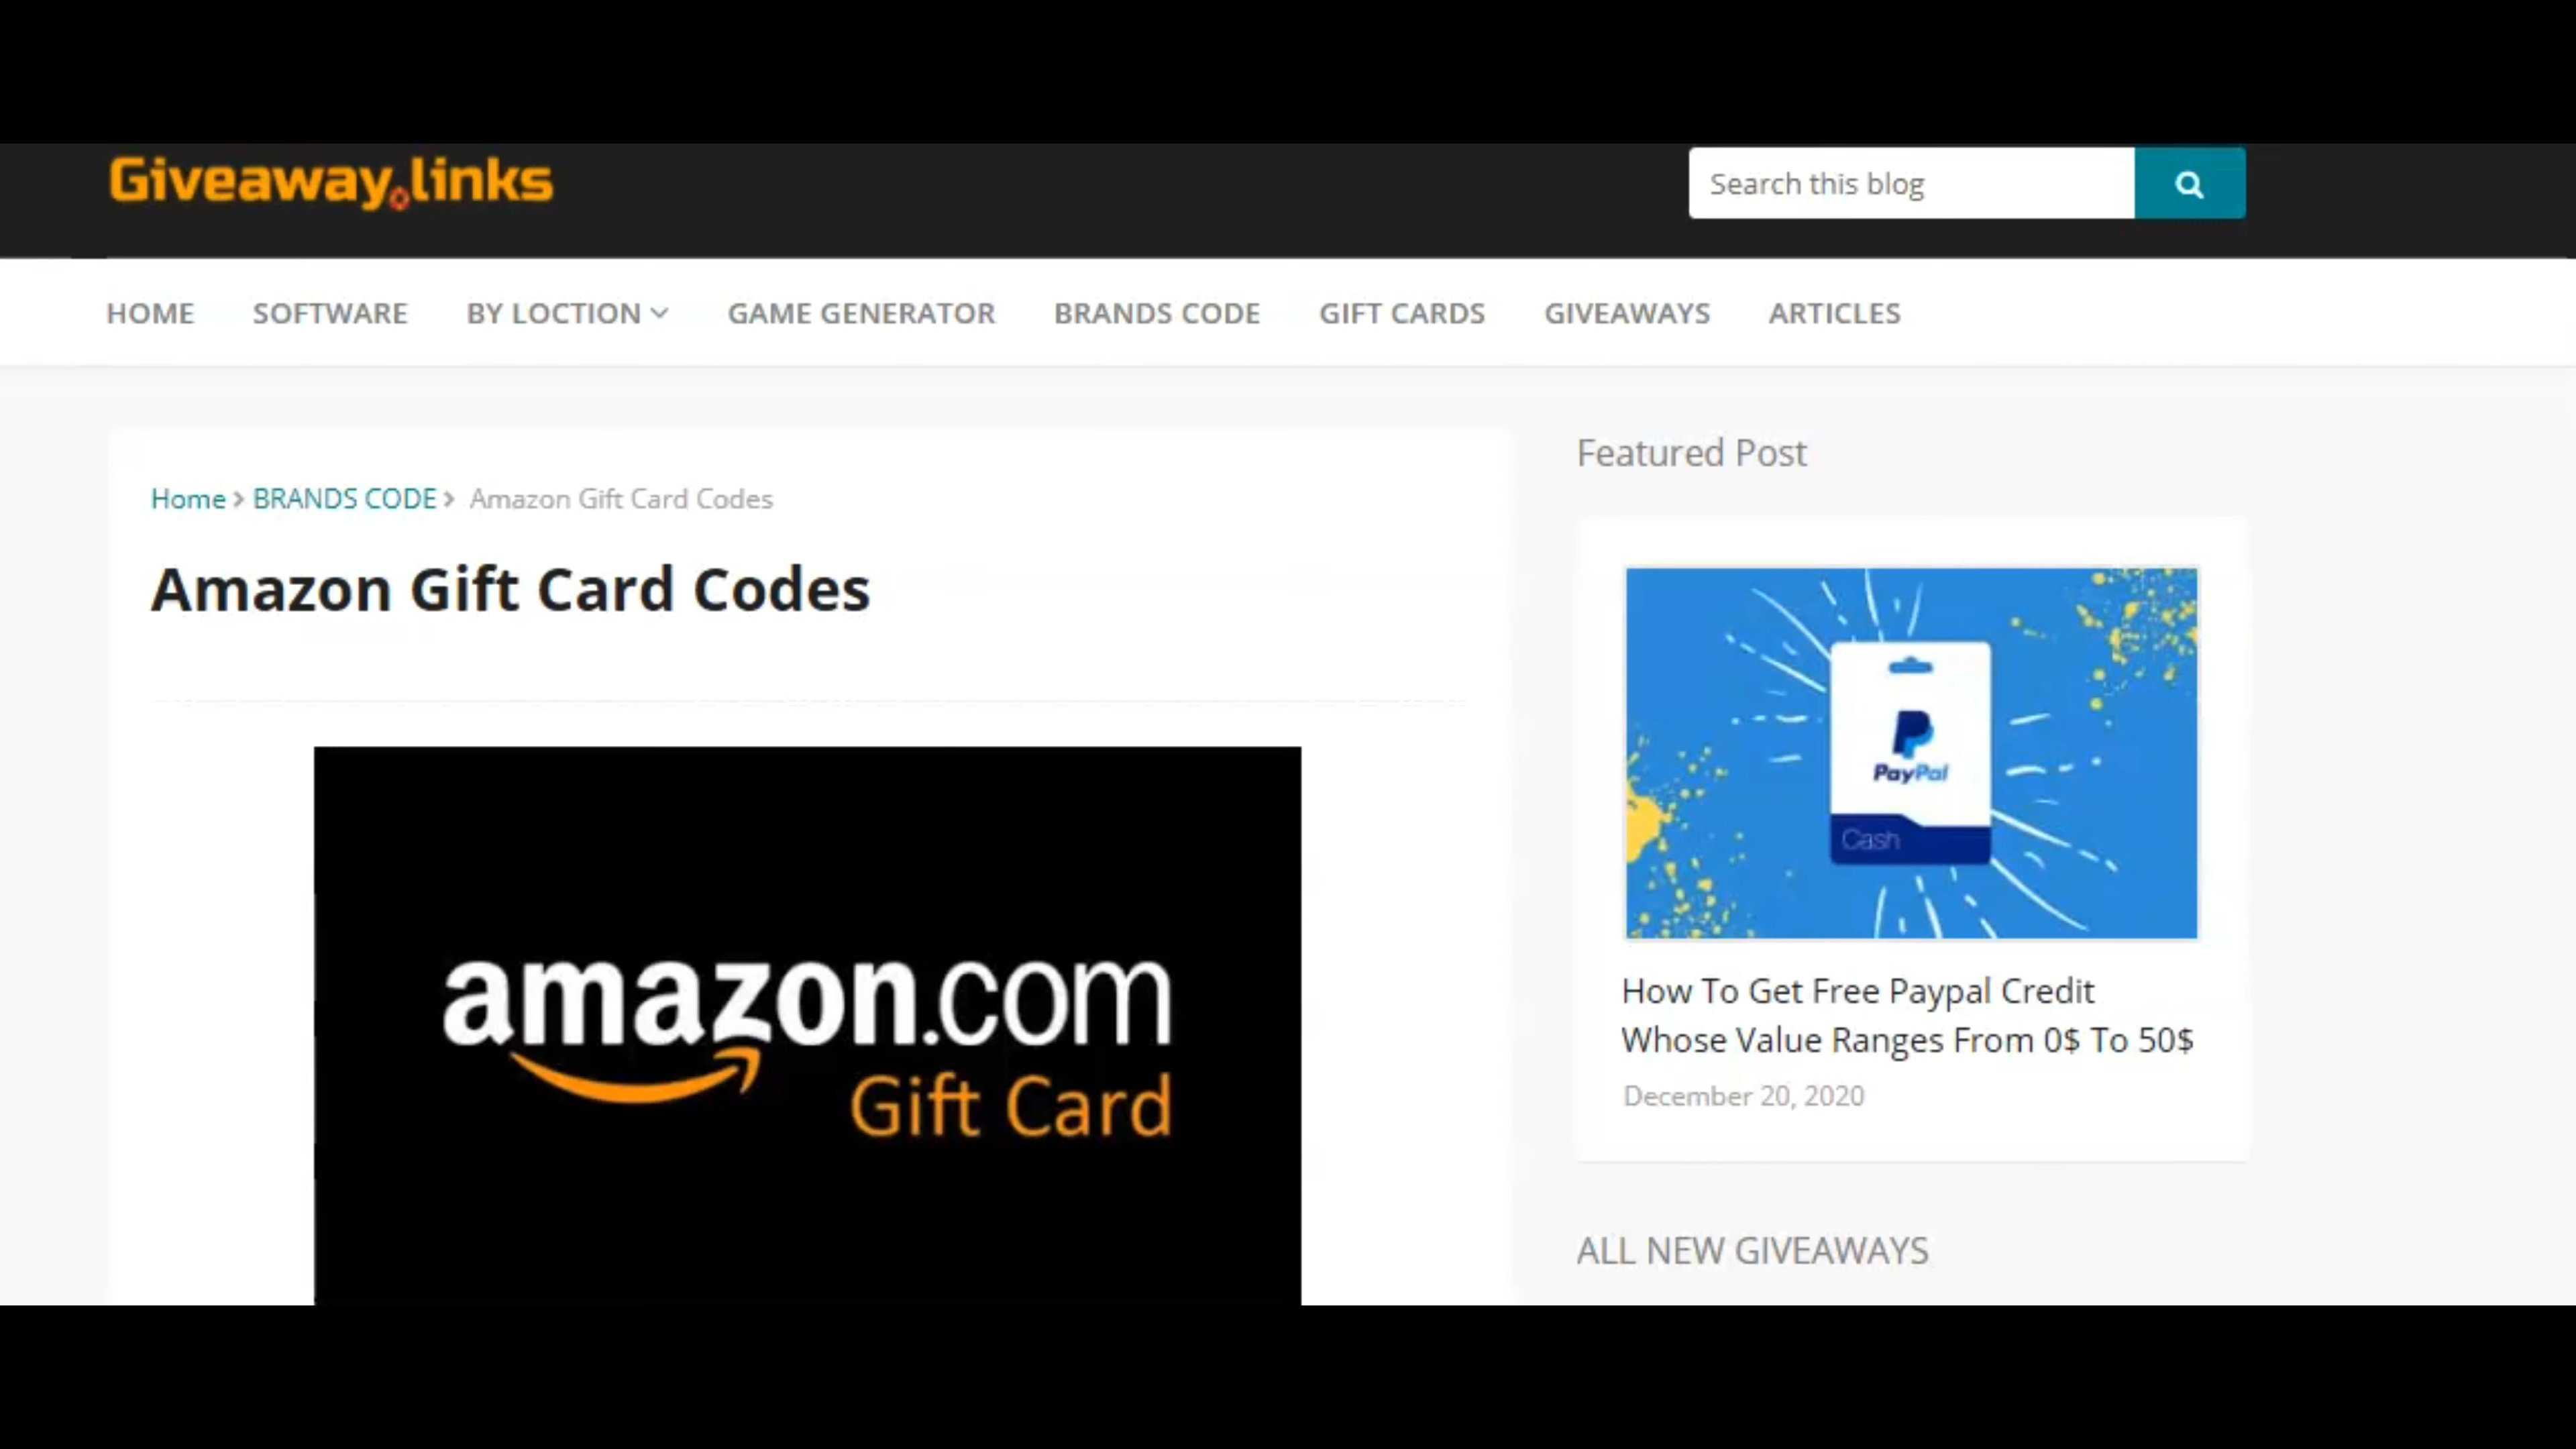 Giveaway.links
Search this blog
HOME SOFTWARE BY LOCTION GAME GENERATOR BRANDS CODE GIFT CARDS GIVEAWAYS ARTICLES
Home > BRANDS CODE > Amazon Gift Card Codes
Amazon Gift Card Codes
amazon.com
Gift Card
Featured Post
PayPal
Cash
How To Get Free Paypal Credit
Whose Value Ranges From 0$ To 50$
December 20, 2020
ALL NEW GIVEAWAYS